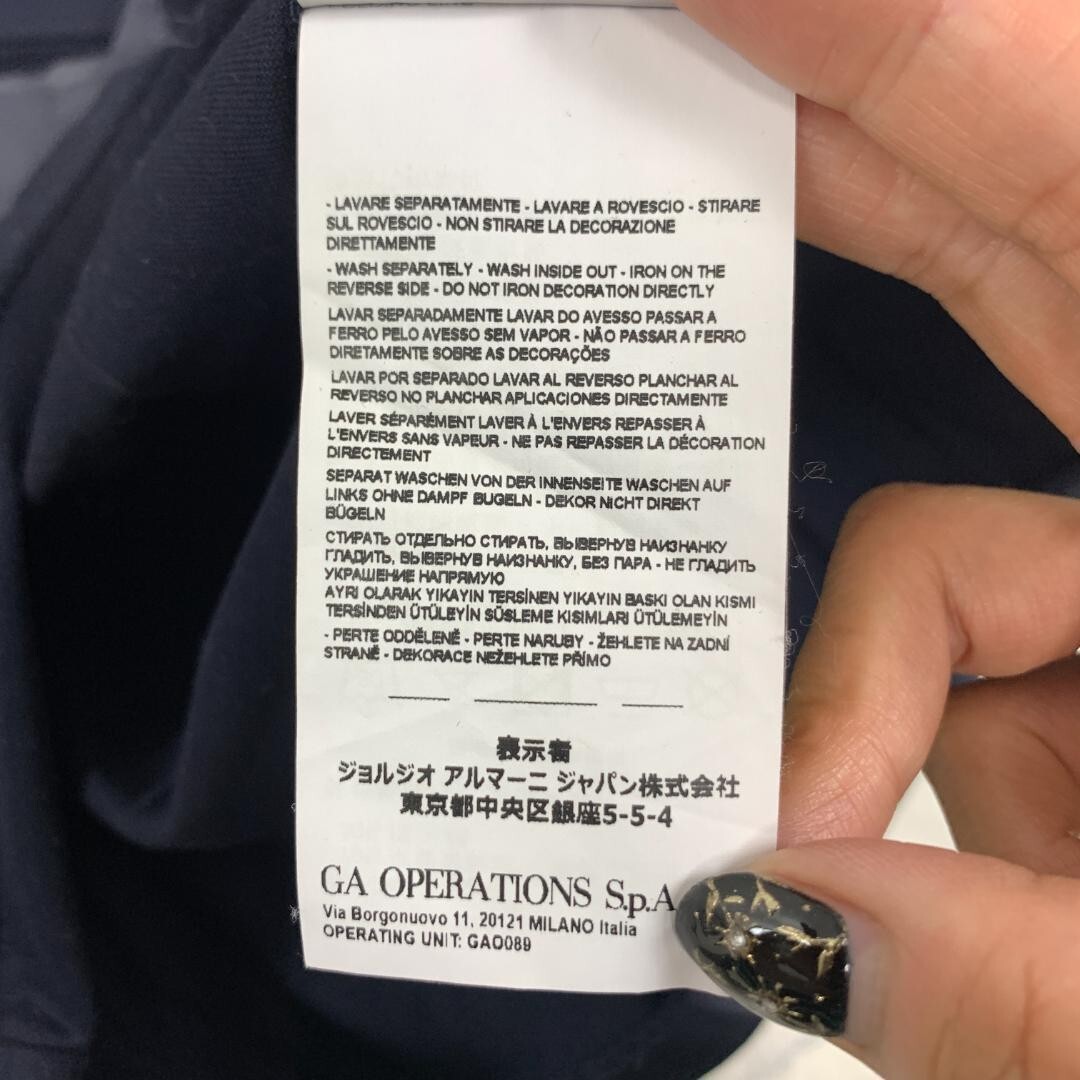 - LAVARE SEPARATAMENTE - LAVARE A ROVESCIO - STIRARE
SUL ROVESCIO - NON STIRARE LA DECORAZIONE
DIRETTAMENTE
- WASH SEPARATELY - WASH INSIDE OUT - IRON ON THE
REVERSE SIDE - DO NOT IRON DECORATION DIRECTLY
LAVAR SEPARADAMENTE LAVAR DO AVESSO PASSAR A
FERRO PELO AVESSO SEM VAPOR - NÃO PASSAR A FERRO
DIRETAMENTE SOBRE AS DECORAÇÕES
LAVAR POR SEPARADO LAVAR AL REVERSO PLANCHAR AL
REVERSO NO PLANCHAR APLICACIONES DIRECTAMENTE
LAVER SÉPARÉMENT LAVER À L'ENVERS REPASSER À
L'ENVERS SANS VAPEUR - NE PAS REPASSER LA DÉCORATION
DIRECTEMENT
SEPARAT WASCHEN VON DER INNENSEITE WASCHEN AUF
LINKS OHNE DAMPF BUGELN - DEKOR NICHT DIREKT
BÜGELN
СТИРАТЬ ОТДЕЛЬНО СТИРАТЬ, ВЫВЕРНУВ НАИЗНАНКУ
ГЛАДИТЬ, ВЫВЕРНУВ НАИЗНАНКУ, БЕЗ ПАРА - НЕ ГЛАДИТЬ
УКРАШЕНИЕ НАПРЯМУЮ
AYRI OLARAK YIKAYIN TERSİNEN YIKAYIN BASKI OLAN KISMI
TERSİNDEN ÜTÜLEYİN SÜSLEME KISIMLARI ÜTÜLEMEYİN
- PERTE ODDĚLENĚ - PERTE NARUBY - ŽEHLETE NA ZADNÍ
STRANĚ - DEKORACE NEŽEHLETE PŘÍMO
表示者
ジョルジオ アルマーニ ジャパン株式会社
東京都中央区銀座5-5-4
GA OPERATIONS S.p.A
Via Borgonuovo 11, 20121 MILANO Italia
OPERATING UNIT: GAO089